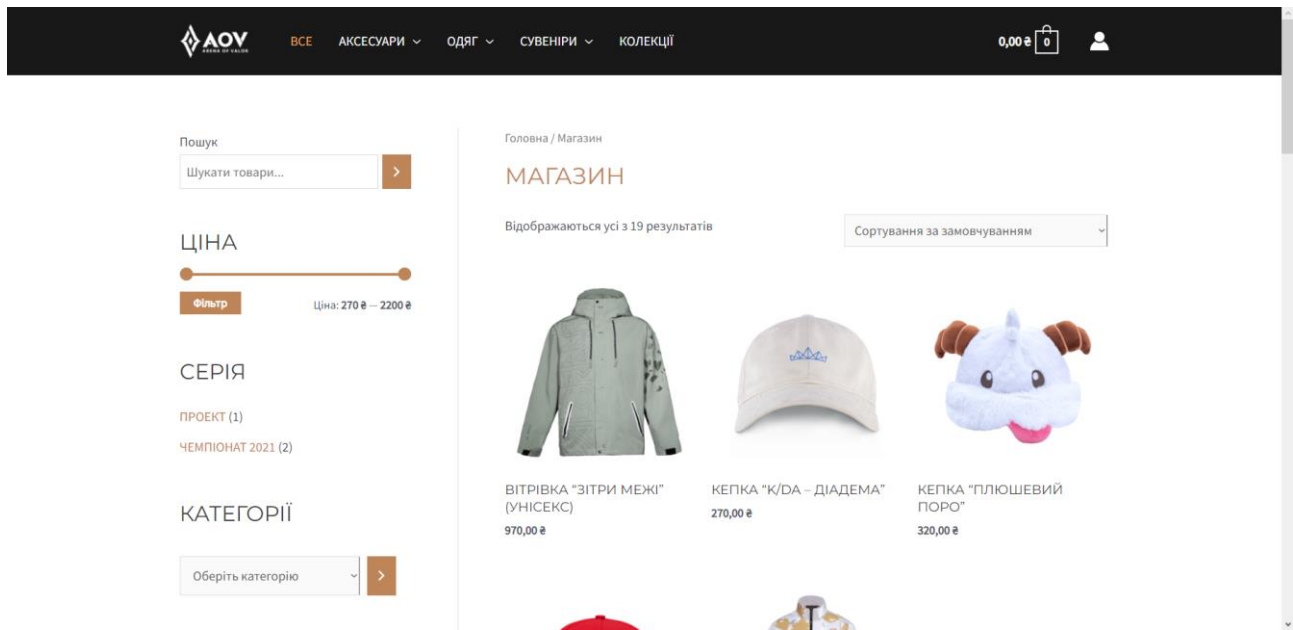 AOV
ARENA OF VALOR
ВСЕ
АКСЕСУАРИ
ОДЯГ
СУВЕНІРИ
КОЛЕКЦІЇ
0,00 ₴ 0
Пошук
Шукати товари...
ЦІНА
Фільтр
Ціна: 270 ₴ — 2200 ₴
СЕРІЯ
ПРОЕКТ (1)
ЧЕМПІОНАТ 2021 (2)
КАТЕГОРІЇ
Оберіть категорію
Головна / Магазин
МАГАЗИН
Відображаються усі з 19 результатів
Сортування за замовчуванням
ВІТРІВКА “ЗІТРИ МЕЖІ”
(УНІСЕКС)
970,00 ₴
КЕПКА “K/DA – ДІАДЕМА”
270,00 ₴
КЕПКА “ПЛЮШЕВИЙ
ПОРО”
320,00 ₴